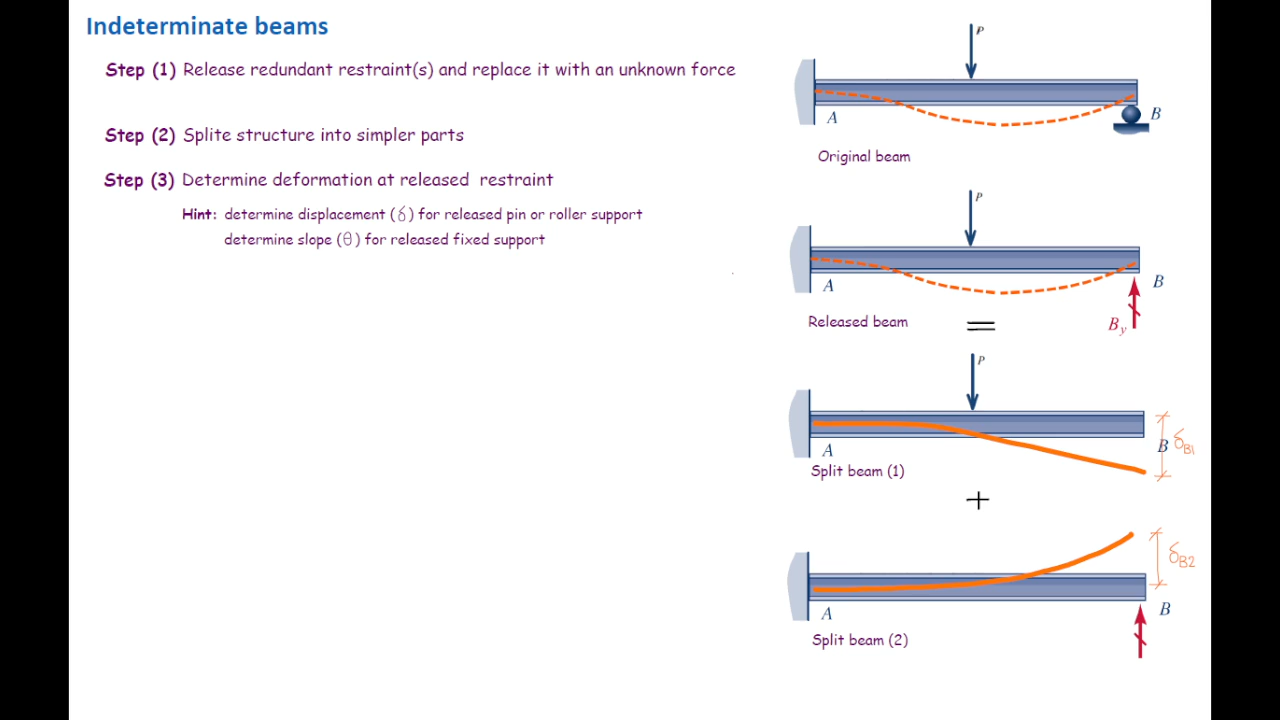 Indeterminate beams
Step (1) Release redundant restraint(s) and replace it with an unknown force
Step (2) Splite structure into simpler parts
Step (3) Determine deformation at released restraint
Hint: determine displacement (δ) for released pin or roller support
determine slope (θ) for released fixed support
P
A
B
Original beam
P
A
B
Released beam
=
By
P
A
B
δB1
Split beam (1)
+
δB2
A
B
Split beam (2)